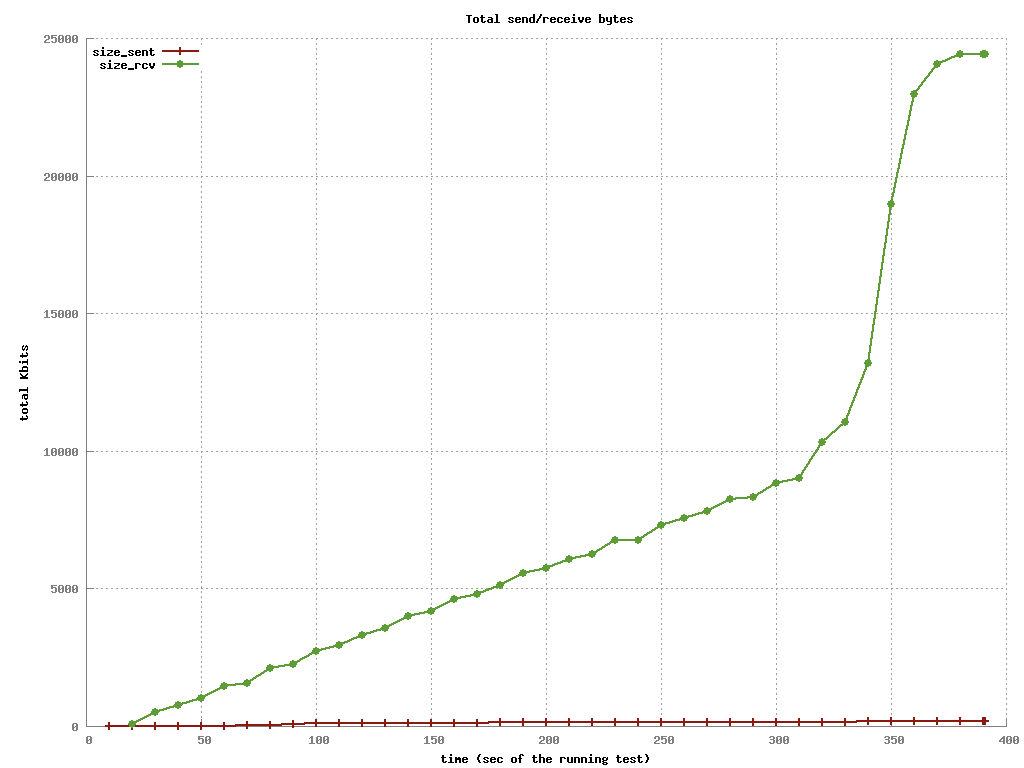 Total send/receive bytes
size_sent
size_rcv
25000
20000
15000
10000
5000
0
total Kbits
0 50 100 150 200 250 300 350 400
time (sec of the running test)